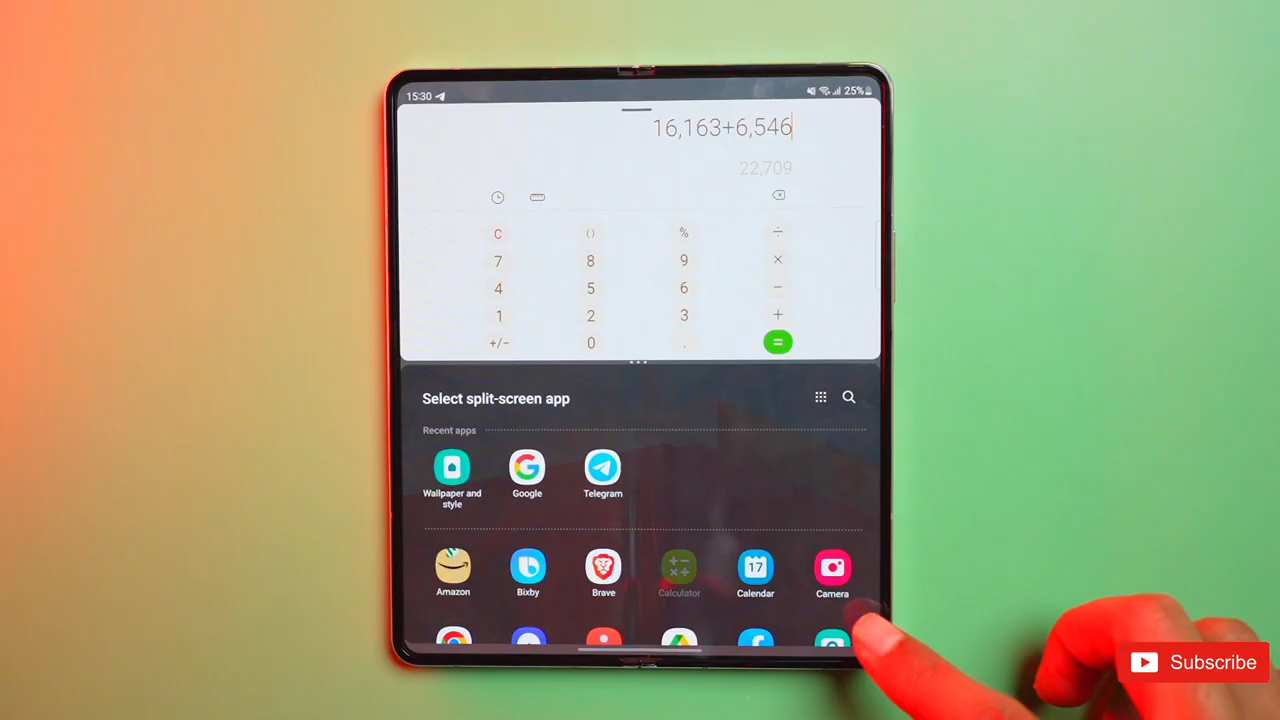 15:30 25%
16,163+6,546
22,709
C () % ÷
7 8 9 ×
4 5 6 −
1 2 3 +
+/− 0 . =
Select split-screen app
Recent apps
Wallpaper and style
Google
Telegram
17
Amazon Bixby Brave Calculator Calendar Camera
Subscribe